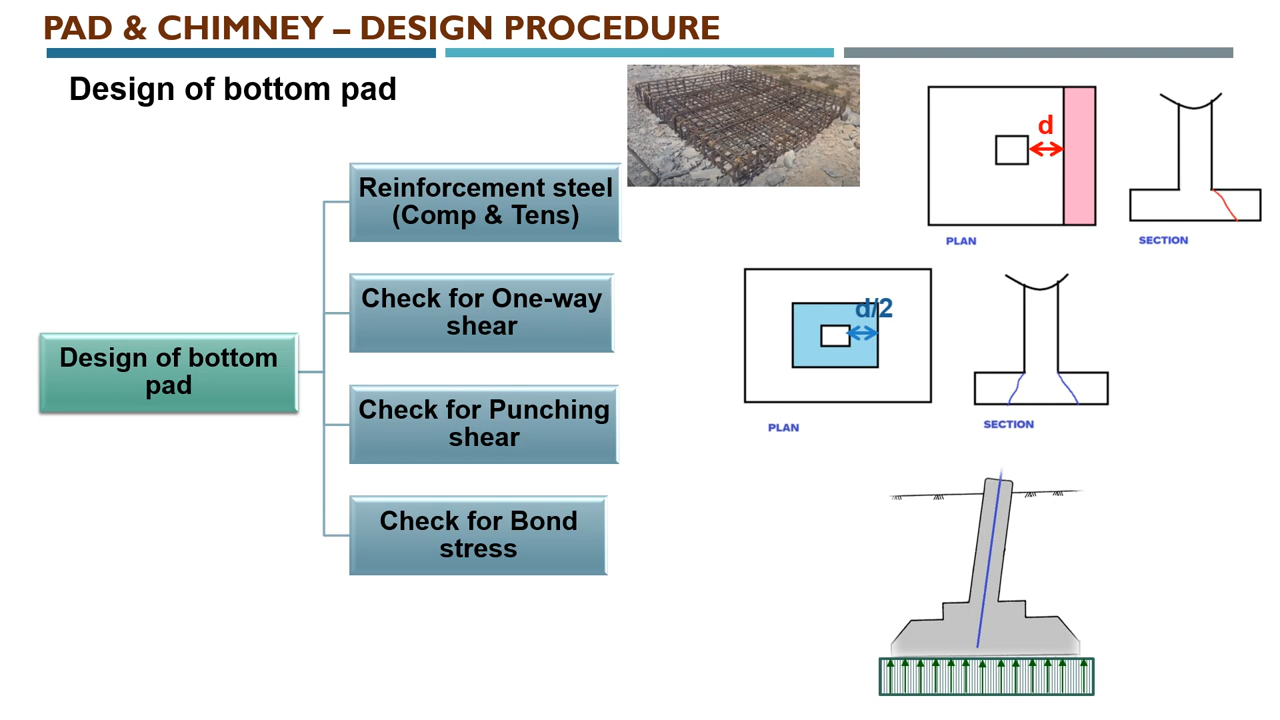 PAD & CHIMNEY – DESIGN PROCEDURE
Design of bottom pad
Design of bottom
pad
Reinforcement steel
(Comp & Tens)
Check for One-way
shear
Check for Punching
shear
Check for Bond
stress
d
PLAN
SECTION
d/2
PLAN
SECTION